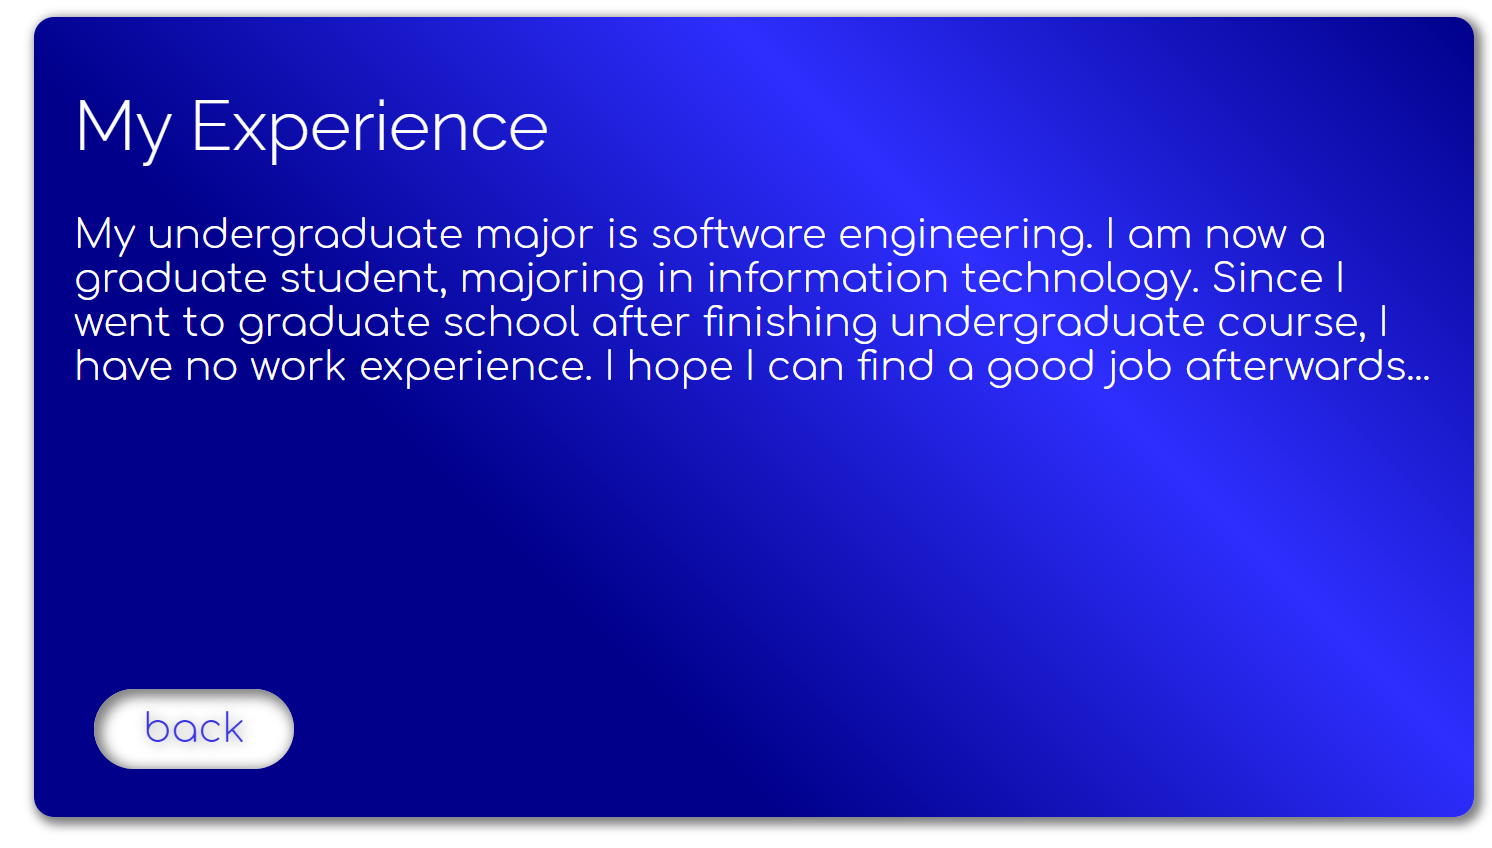 My Experience
My undergraduate major is software engineering. I am now a
graduate student, majoring in information technology. Since I
went to graduate school after finishing undergraduate course, I
have no work experience. I hope I can find a good job afterwards...
back